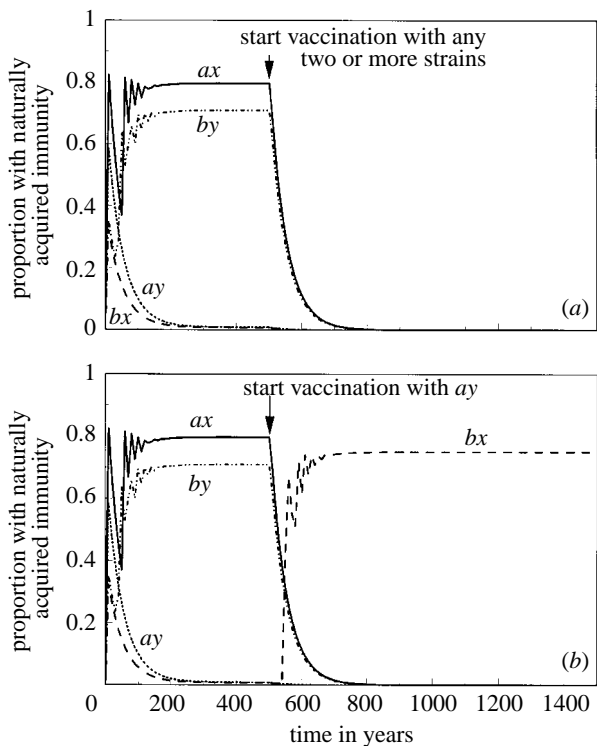 1
start vaccination with any
two or more strains
0.8
ax
by
0.6
0.4
0.2
ay
bx
0
(a)
proportion with naturally
acquired immunity
1
start vaccination with ay
0.8
ax
bx
by
0.6
0.4
0.2
ay
(b)
proportion with naturally
acquired immunity
0 200 400 600 800 1000 1400
time in years